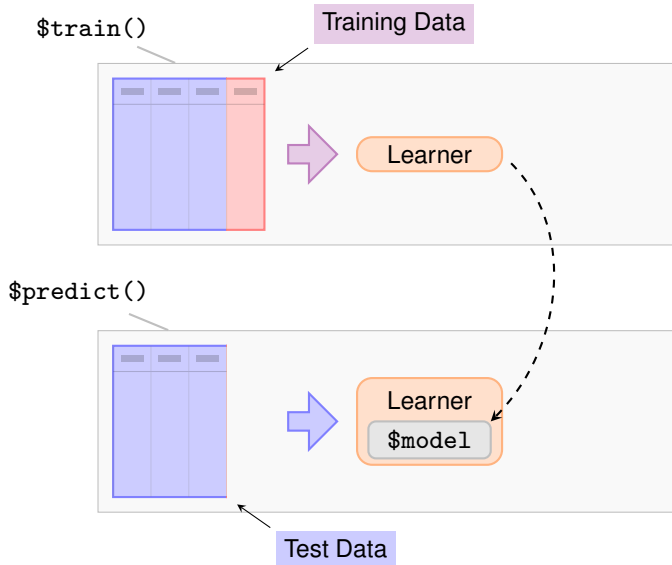 $train()
Training Data
Learner
$predict()
Learner
$model
Test Data